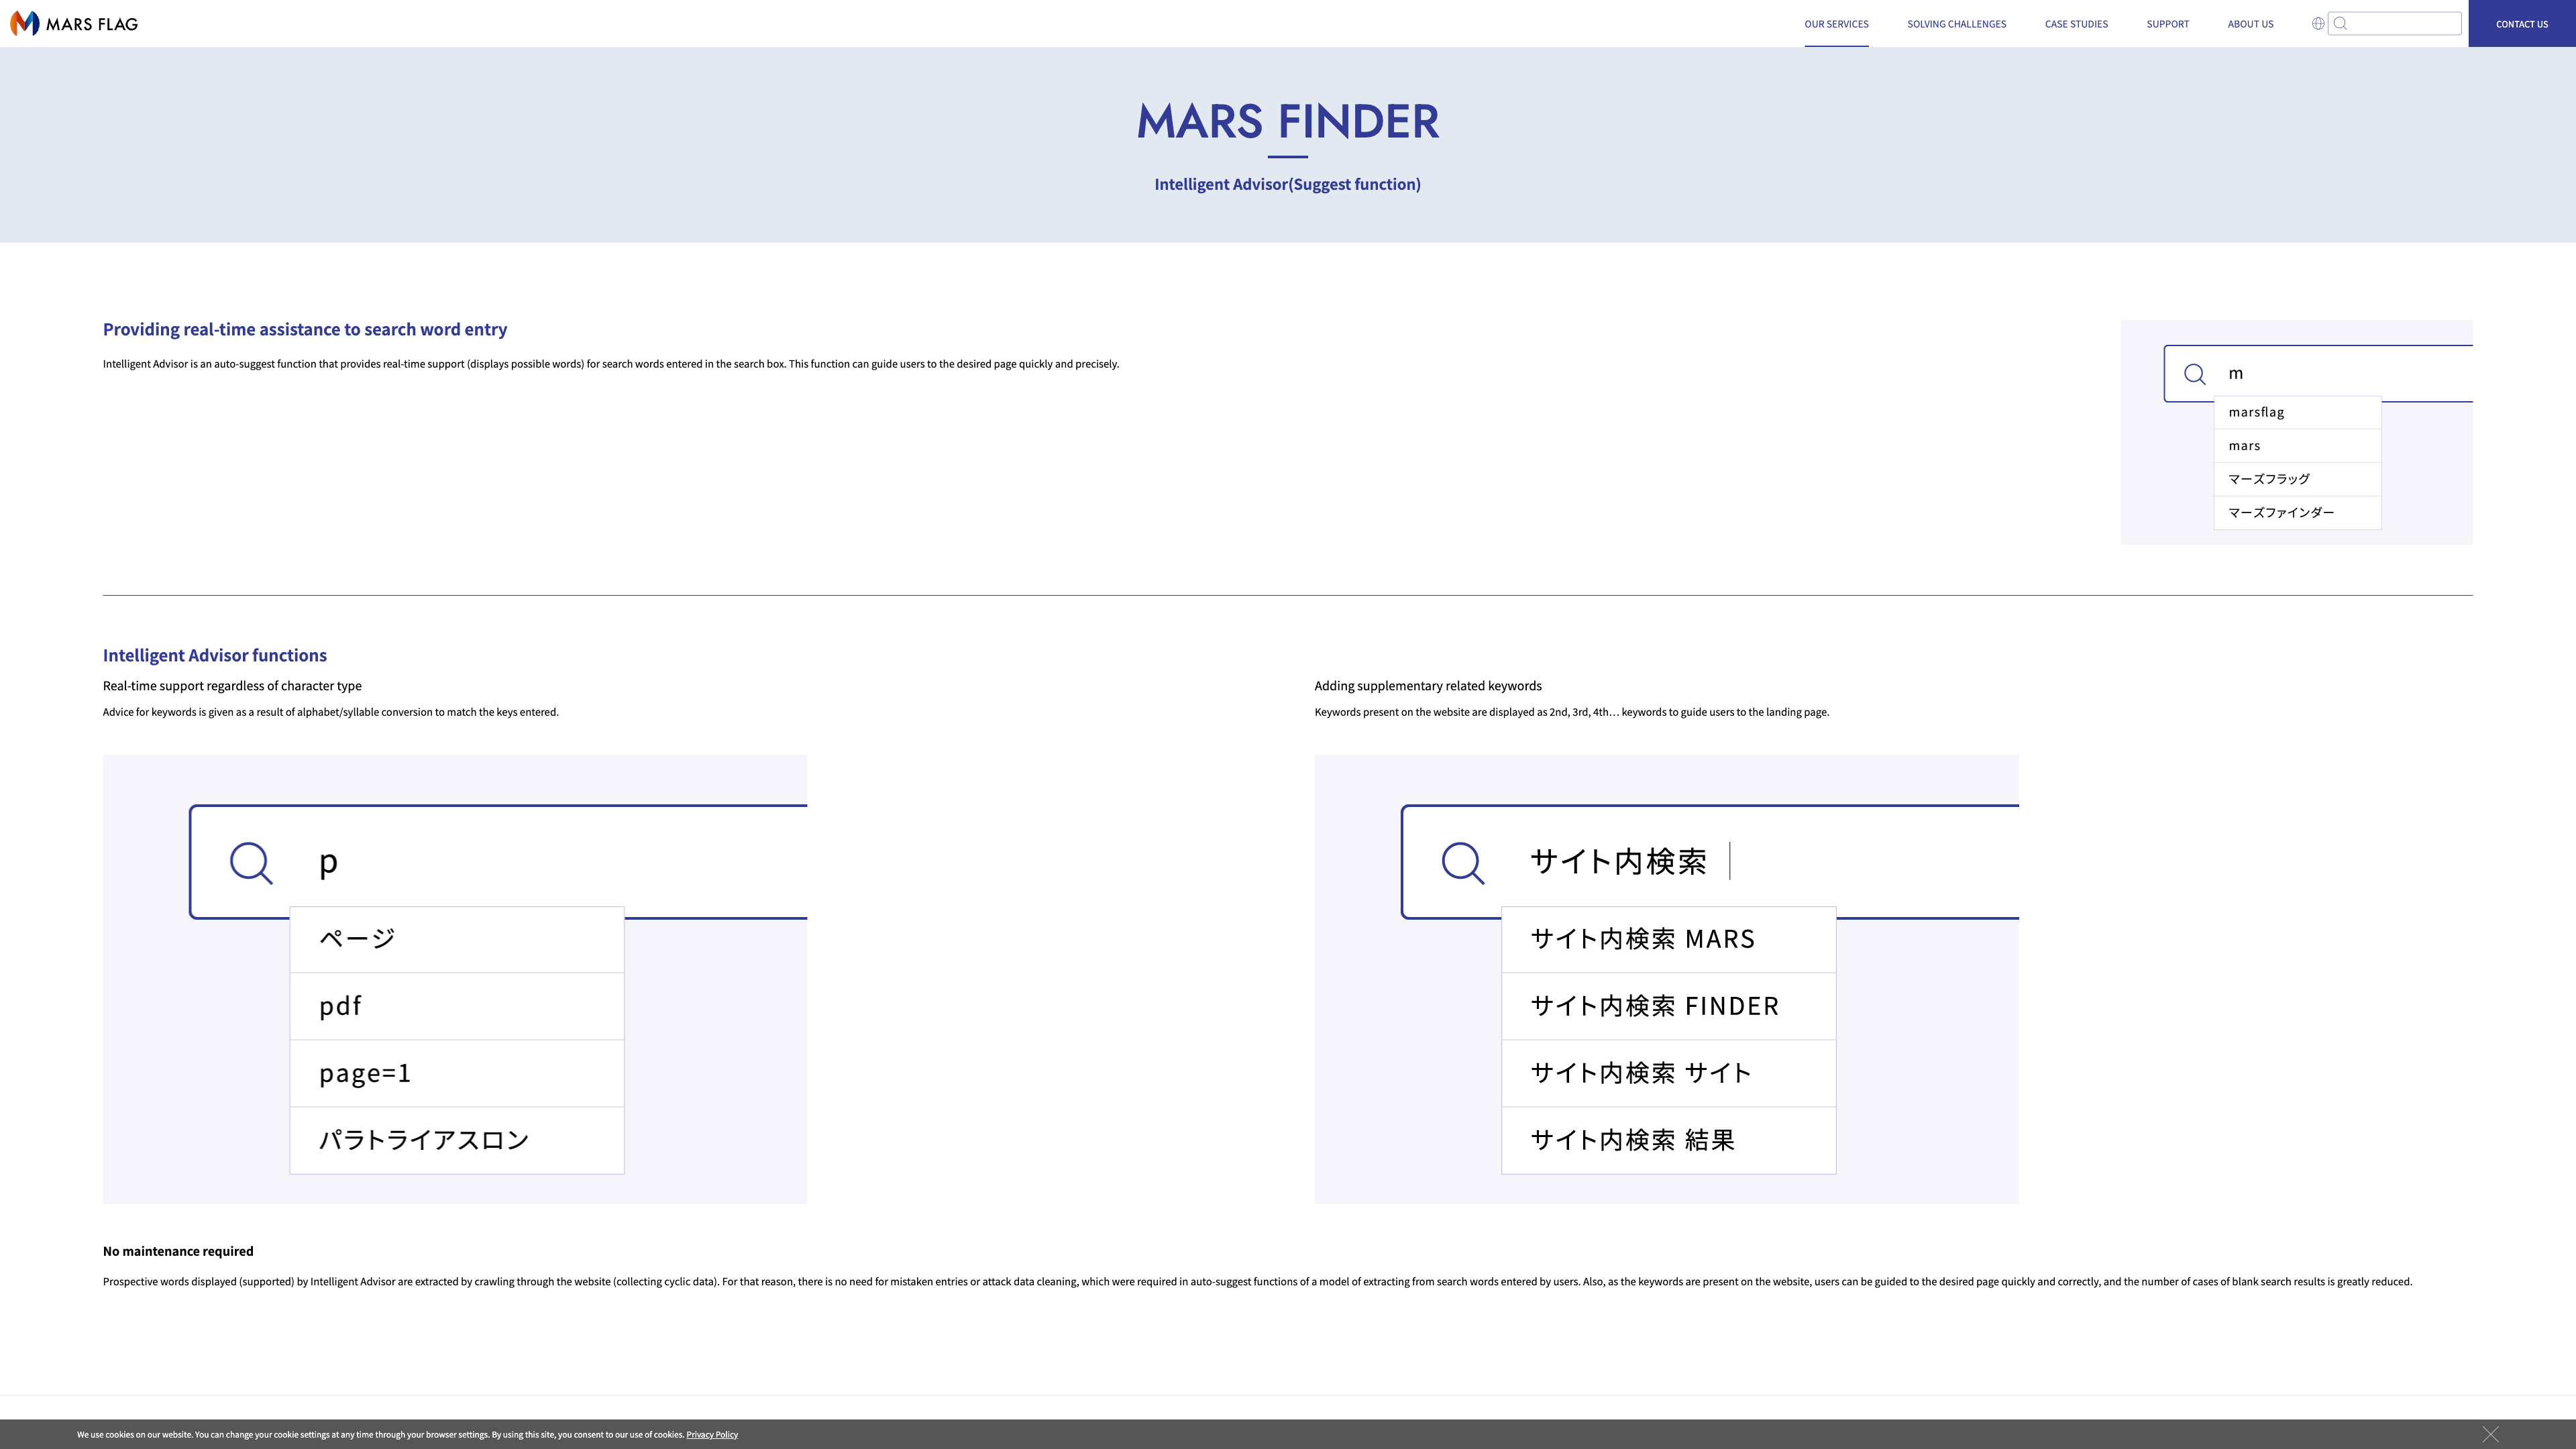 MARS FLAG
OUR SERVICES
SOLVING CHALLENGES
CASE STUDIES
SUPPORT
ABOUT US
CONTACT US
MARS FINDER
Intelligent Advisor(Suggest function)
Providing real-time assistance to search word entry
Intelligent Advisor is an auto-suggest function that provides real-time support (displays possible words) for search words entered in the search box. This function can guide users to the desired page quickly and precisely.
m
marsflag
mars
マーズフラッグ
マーズファインダー
Intelligent Advisor functions
Real-time support regardless of character type
Advice for keywords is given as a result of alphabet/syllable conversion to match the keys entered.
p
ページ
pdf
page=1
パラトライアスロン
Adding supplementary related keywords
Keywords present on the website are displayed as 2nd, 3rd, 4th… keywords to guide users to the landing page.
サイト内検索
サイト内検索 MARS
サイト内検索 FINDER
サイト内検索 サイト
サイト内検索 結果
No maintenance required
Prospective words displayed (supported) by Intelligent Advisor are extracted by crawling through the website (collecting cyclic data). For that reason, there is no need for mistaken entries or attack data cleaning, which were required in auto-suggest functions of a model of extracting from search words entered by users. Also, as the keywords are present on the website, users can be guided to the desired page quickly and correctly, and the number of cases of blank search results is greatly reduced.
We use cookies on our website. You can change your cookie settings at any time through your browser settings. By using this site, you consent to our use of cookies. Privacy Policy